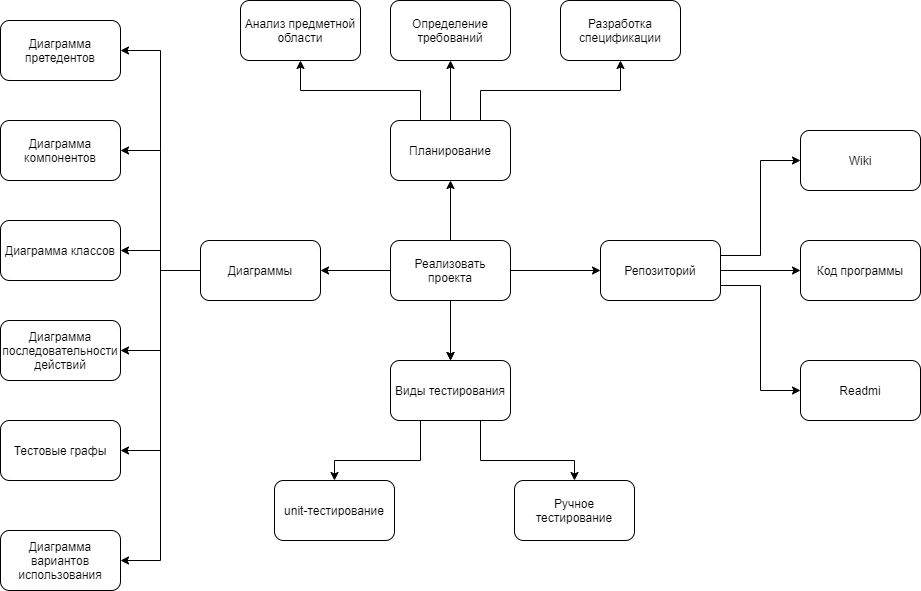 Анализ предметной
области
Определение
требований
Разработка
спецификации
Диаграмма
претедентов
Диаграмма
компонентов
Планирование
Wiki
Диаграмма классов
Диаграммы
Реализовать
проекта
Репозиторий
Код программы
Диаграмма
последовательности
действий
Виды тестирования
Readmi
Тестовые графы
unit-тестирование
Ручное
тестирование
Диаграмма
вариантов
использования